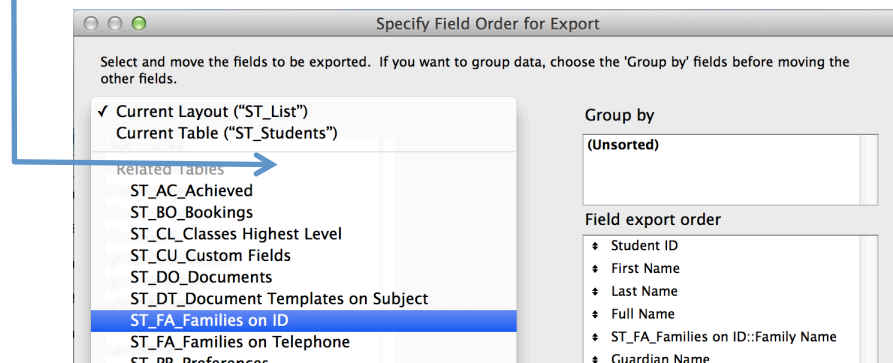 Specify Field Order for Export
Select and move the fields to be exported.  If you want to group data, choose the 'Group by' fields before moving the
other fields.
✓ Current Layout (“ST_List”)
Current Table (“ST_Students”)
Related Tables
ST_AC_Achieved
ST_BO_Bookings
ST_CL_Classes Highest Level
ST_CU_Custom Fields
ST_DO_Documents
ST_DT_Document Templates on Subject
ST_FA_Families on ID
ST_FA_Families on Telephone
ST_PR_Preferences
Group by
(Unsorted)
Field export order
Student ID
First Name
Last Name
Full Name
ST_FA_Families on ID::Family Name
Guardian Name